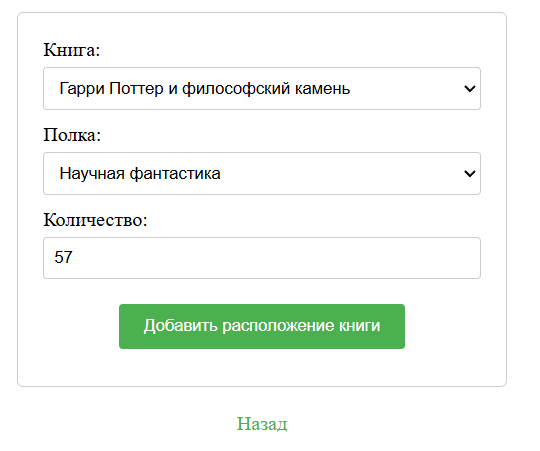 Книга:
Гарри Поттер и философский камень
Полка:
Научная фантастика
Количество:
57
Добавить расположение книги
Назад